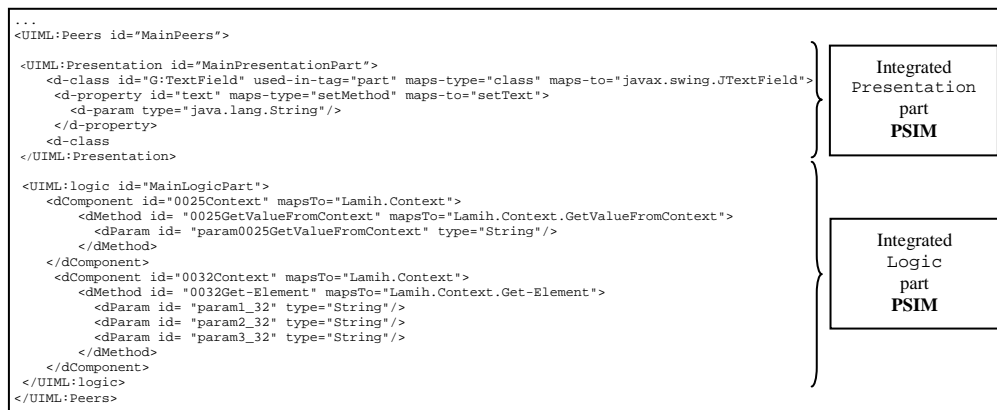 ...
<UIML:Peers id=”MainPeers”>
<UIML:Presentation id=”MainPresentationPart”>
<d-class id="G:TextField" used-in-tag="part" maps-type="class" maps-to="javax.swing.JTextField">
<d-property id="text" maps-type="setMethod" maps-to="setText">
<d-param type="java.lang.String"/>
</d-property>
<d-class
</UIML:Presentation>
<UIML:logic id="MainLogicPart">
<dComponent id="0025Context" mapsTo="Lamih.Context">
<dMethod id= "0025GetValueFromContext" mapsTo="Lamih.Context.GetValueFromContext">
<dParam id= "param0025GetValueFromContext" type="String"/>
</dMethod>
</dComponent>
<dComponent id="0032Context" mapsTo="Lamih.Context">
<dMethod id= "0032Get-Element" mapsTo="Lamih.Context.Get-Element">
<dParam id= "param1_32" type="String"/>
<dParam id= "param2_32" type="String"/>
<dParam id= "param3_32" type="String"/>
</dMethod>
</dComponent>
</UIML:logic>
</UIML:Peers>
Integrated
Presentation
part
PSIM
Integrated
Logic
part
PSIM